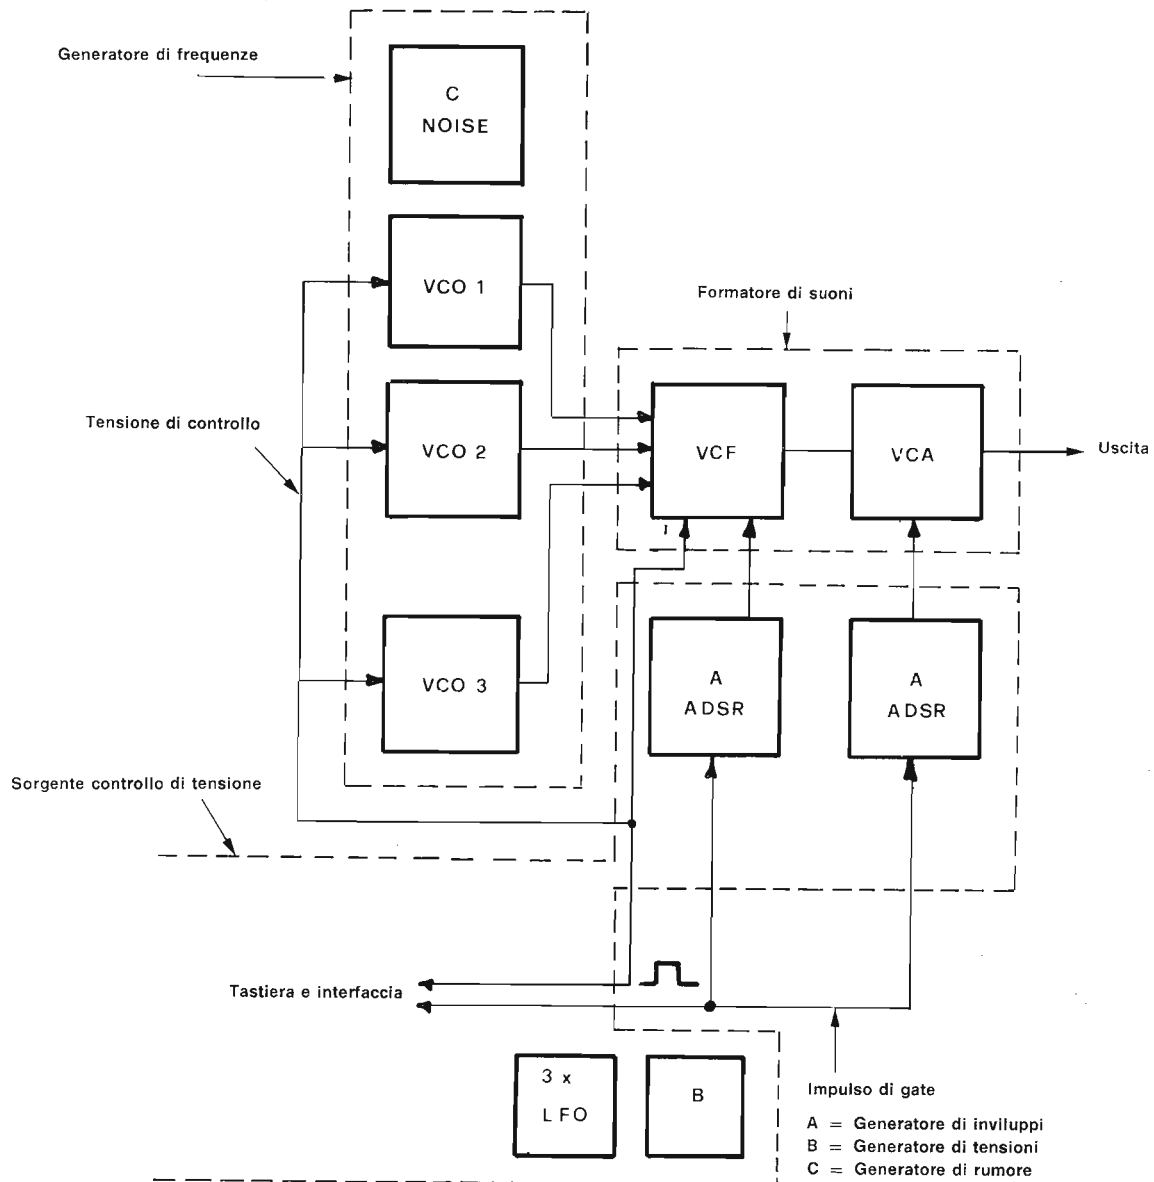 Generatore di frequenze
C
NOISE
VCO 1
Formatore di suoni
Tensione di controllo
VCO 2
VCF
VCA
Uscita
VCO 3
A
ADSR
A
ADSR
Sorgente controllo di tensione
Tastiera e interfaccia
3 x
LFO
B
Impulso di gate
A = Generatore di inviluppi
B = Generatore di tensioni
C = Generatore di rumore